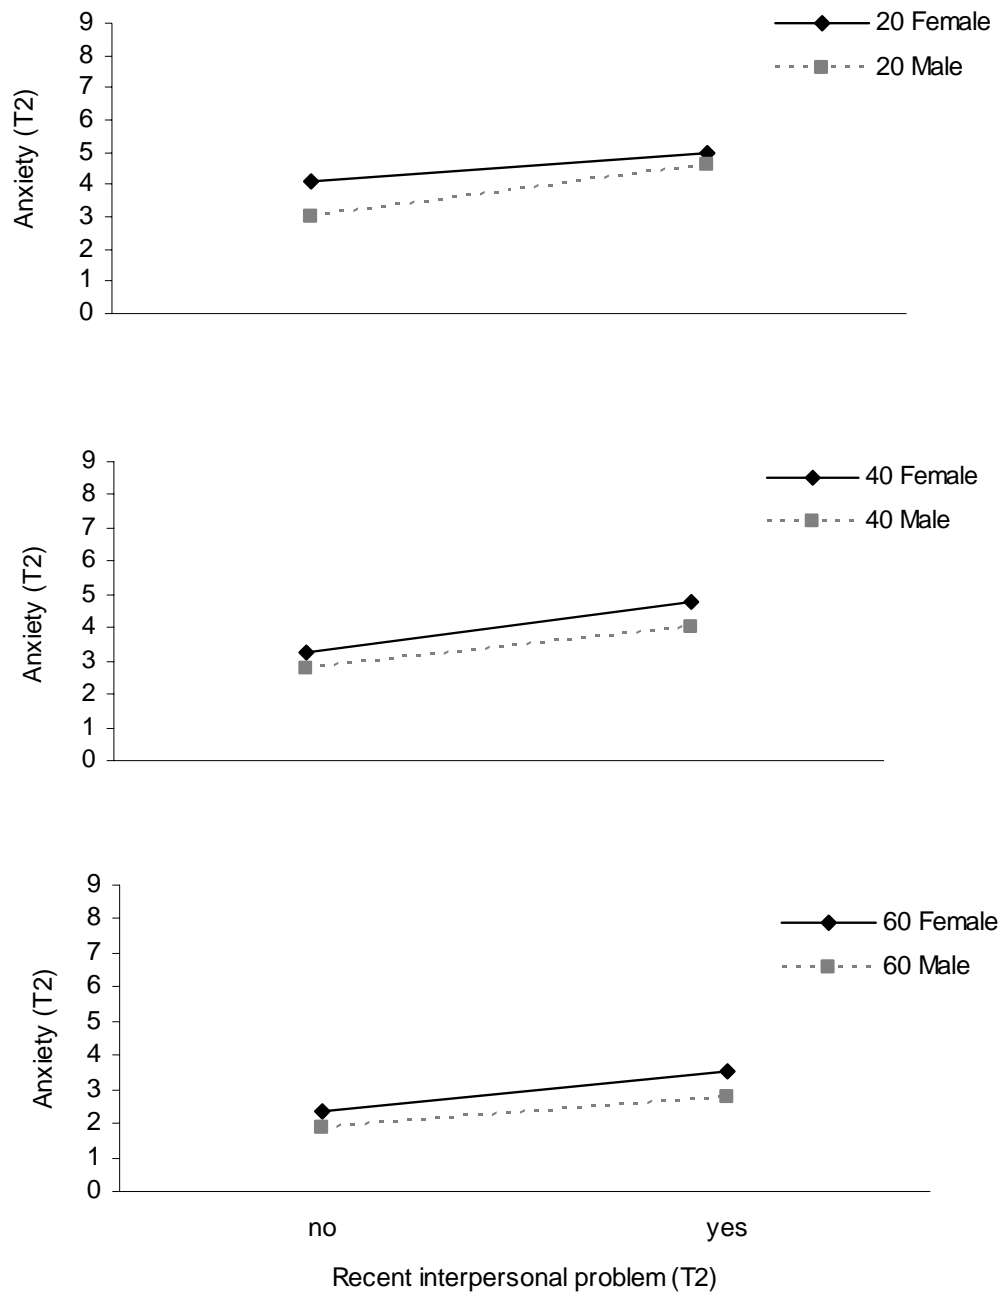 20 Female
20 Male
Anxiety (T2)
9
8
7
6
5
4
3
2
1
0
40 Female
40 Male
Anxiety (T2)
9
8
7
6
5
4
3
2
1
0
60 Female
60 Male
Anxiety (T2)
9
8
7
6
5
4
3
2
1
0
no yes
Recent interpersonal problem (T2)